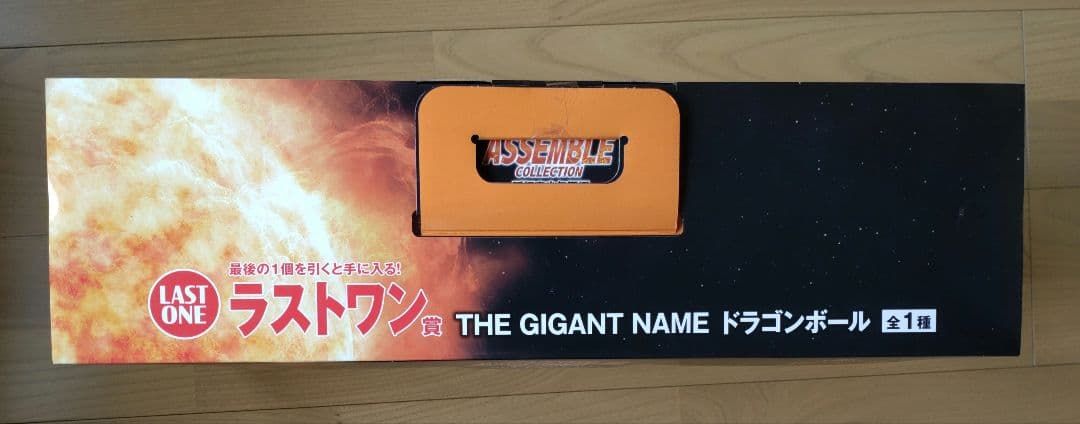 ASSEMBLE
COLLECTION
最後の1個を引くと手に入る!
LAST
ONE
ラストワン賞
THE GIGANT NAME ドラゴンボール 全1種